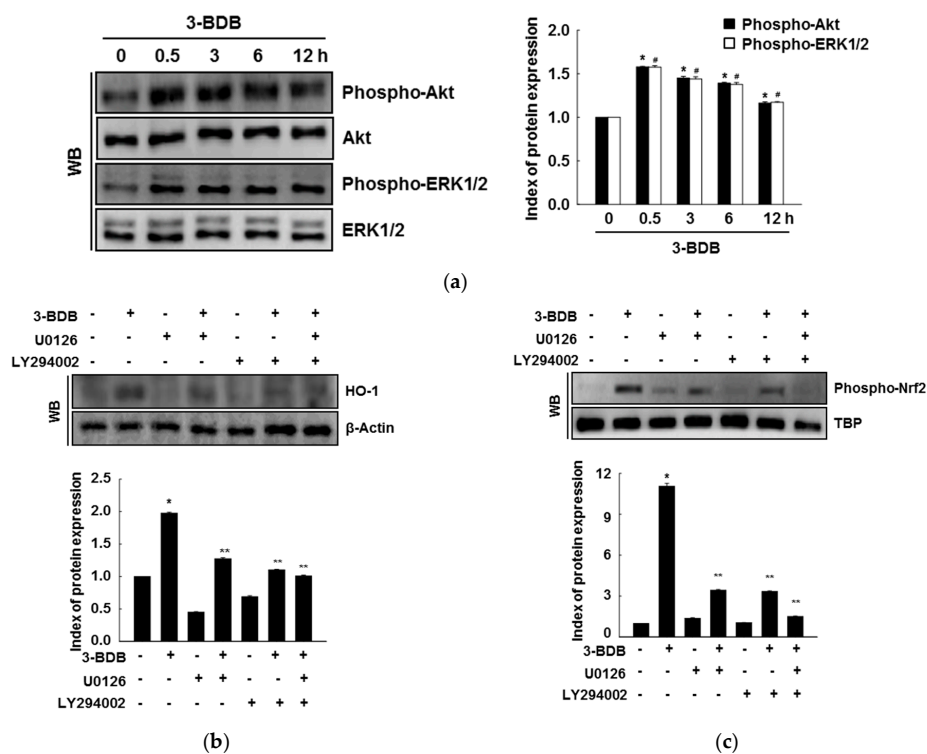 3-BDB
0 0.5 3 6 12 h
WB
Phospho-Akt
Akt
Phospho-ERK1/2
ERK1/2
Phospho-Akt
Phospho-ERK1/2
Index of protein expression
2.0
1.5
1.0
0.5
0.0
* # * # * # * #
0 0.5 3 6 12 h
3-BDB
(a)
3-BDB - + - + - + +
U0126 - - + + - - +
LY294002 - - - - + + +
WB
HO-1
β-Actin
Index of protein expression
2.5
2.0
1.5
1.0
0.5
0.0
* ** ** **
3-BDB - + - + - + +
U0126 - - + + - - +
LY294002 - - - - + + +
(b)
3-BDB - + - + - + +
U0126 - - + + - - +
LY294002 - - - - + + +
WB
Phospho-Nrf2
TBP
Index of protein expression
12
9
6
3
0
* ** ** **
3-BDB - + - + - + +
U0126 - - + + - - +
LY294002 - - - - + + +
(c)